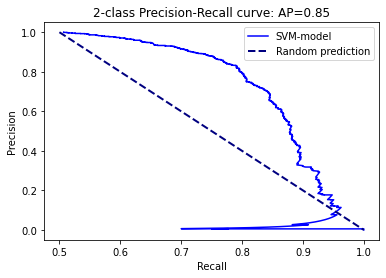 2-class Precision-Recall curve: AP=0.85
SVM-model
Random prediction
Precision
1.0
0.8
0.6
0.4
0.2
0.0
0.5 0.6 0.7 0.8 0.9 1.0
Recall